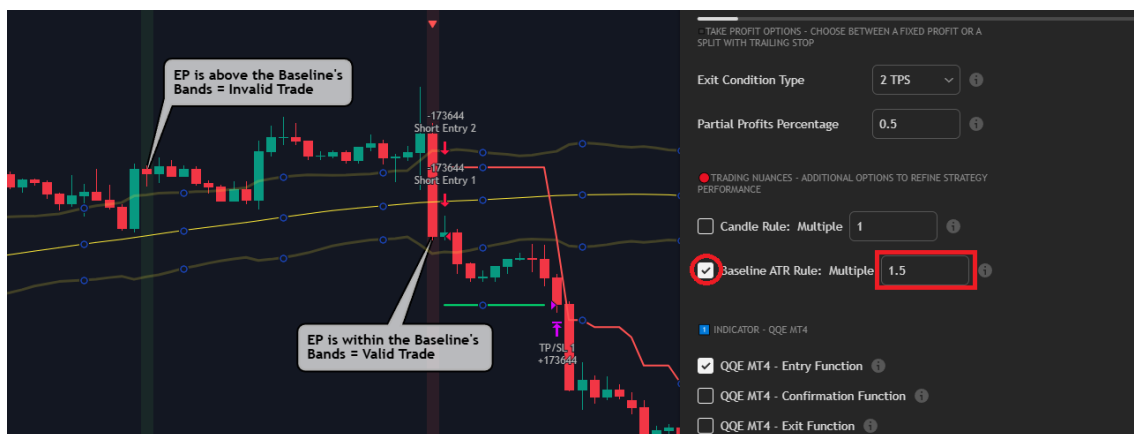 EP is above the Baseline's
Bands = Invalid Trade
-173644
Short Entry 2
-173644
Short Entry 1
EP is within the Baseline's
Bands = Valid Trade
TP/SL 1
+173644
TAKE PROFIT OPTIONS - CHOOSE BETWEEN A FIXED PROFIT OR A
SPLIT WITH TRAILING STOP
Exit Condition Type
2 TPS
Partial Profits Percentage
0.5
TRADING NUANCES - ADDITIONAL OPTIONS TO REFINE STRATEGY
PERFORMANCE
Candle Rule: Multiple 1
Baseline ATR Rule: Multiple 1.5
1 INDICATOR - QQE MT4
QQE MT4 - Entry Function
QQE MT4 - Confirmation Function
QQE MT4 - Exit Function